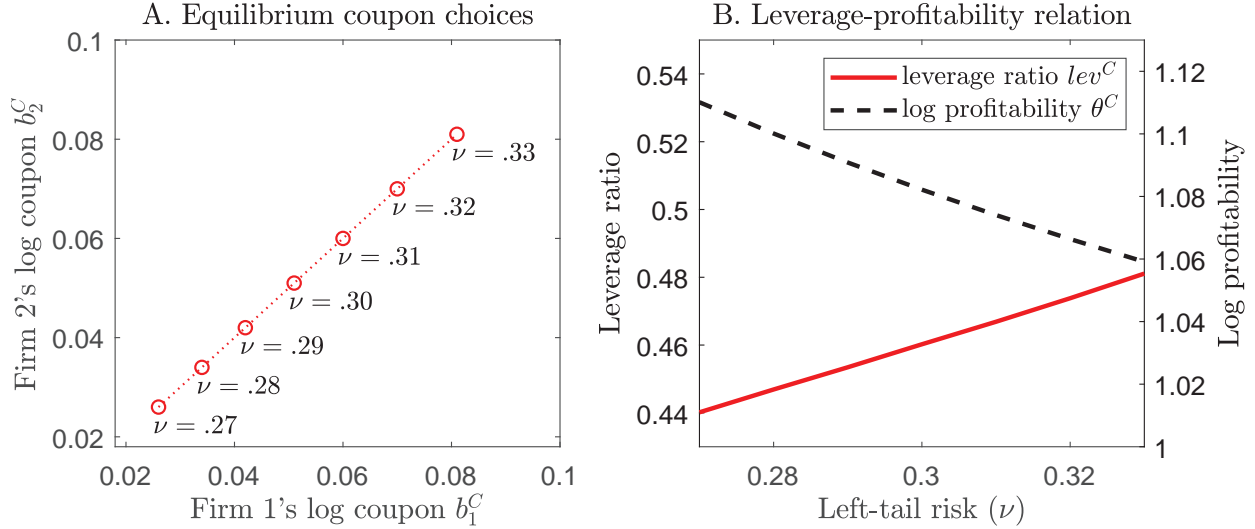 A. Equilibrium coupon choices
Firm 2's log coupon b₂ᶜ
0.1
0.08
0.06
0.04
0.02
ν = .33
ν = .32
ν = .31
ν = .30
ν = .29
ν = .28
ν = .27
0.02 0.04 0.06 0.08 0.1
Firm 1's log coupon b₁ᶜ
B. Leverage-profitability relation
Leverage ratio
0.54
0.52
0.5
0.48
0.46
0.44
leverage ratio levᶜ
log profitability θᶜ
1.12
1.1
1.08
1.06
1.04
1.02
1
Log profitability
0.28 0.3 0.32
Left-tail risk (ν)